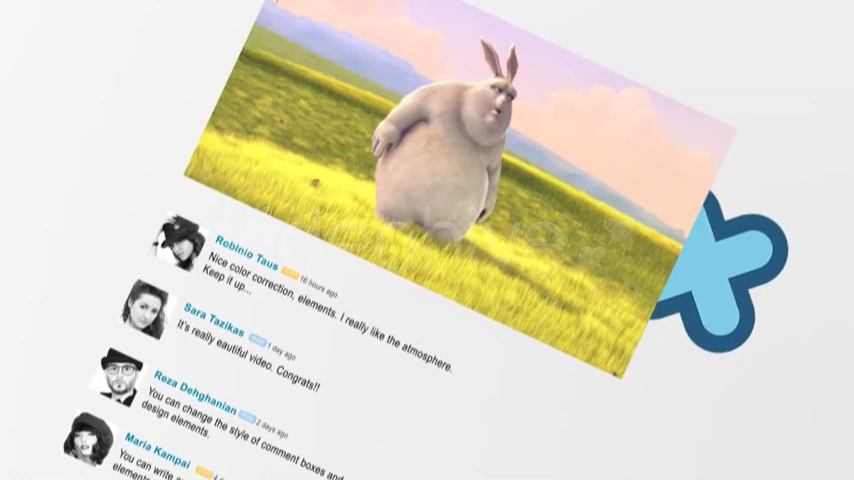 Robinio Taus 16 hours ago
Nice color correction, elements. I really like the atmosphere.
Keep it up...
Sara Tazikas 1 day ago
It's really eautiful video. Congrats!!
Reza Dehghanian 2 days ago
You can change the style of comment boxes and
design elements.
Maria Kampai
You can write
elements